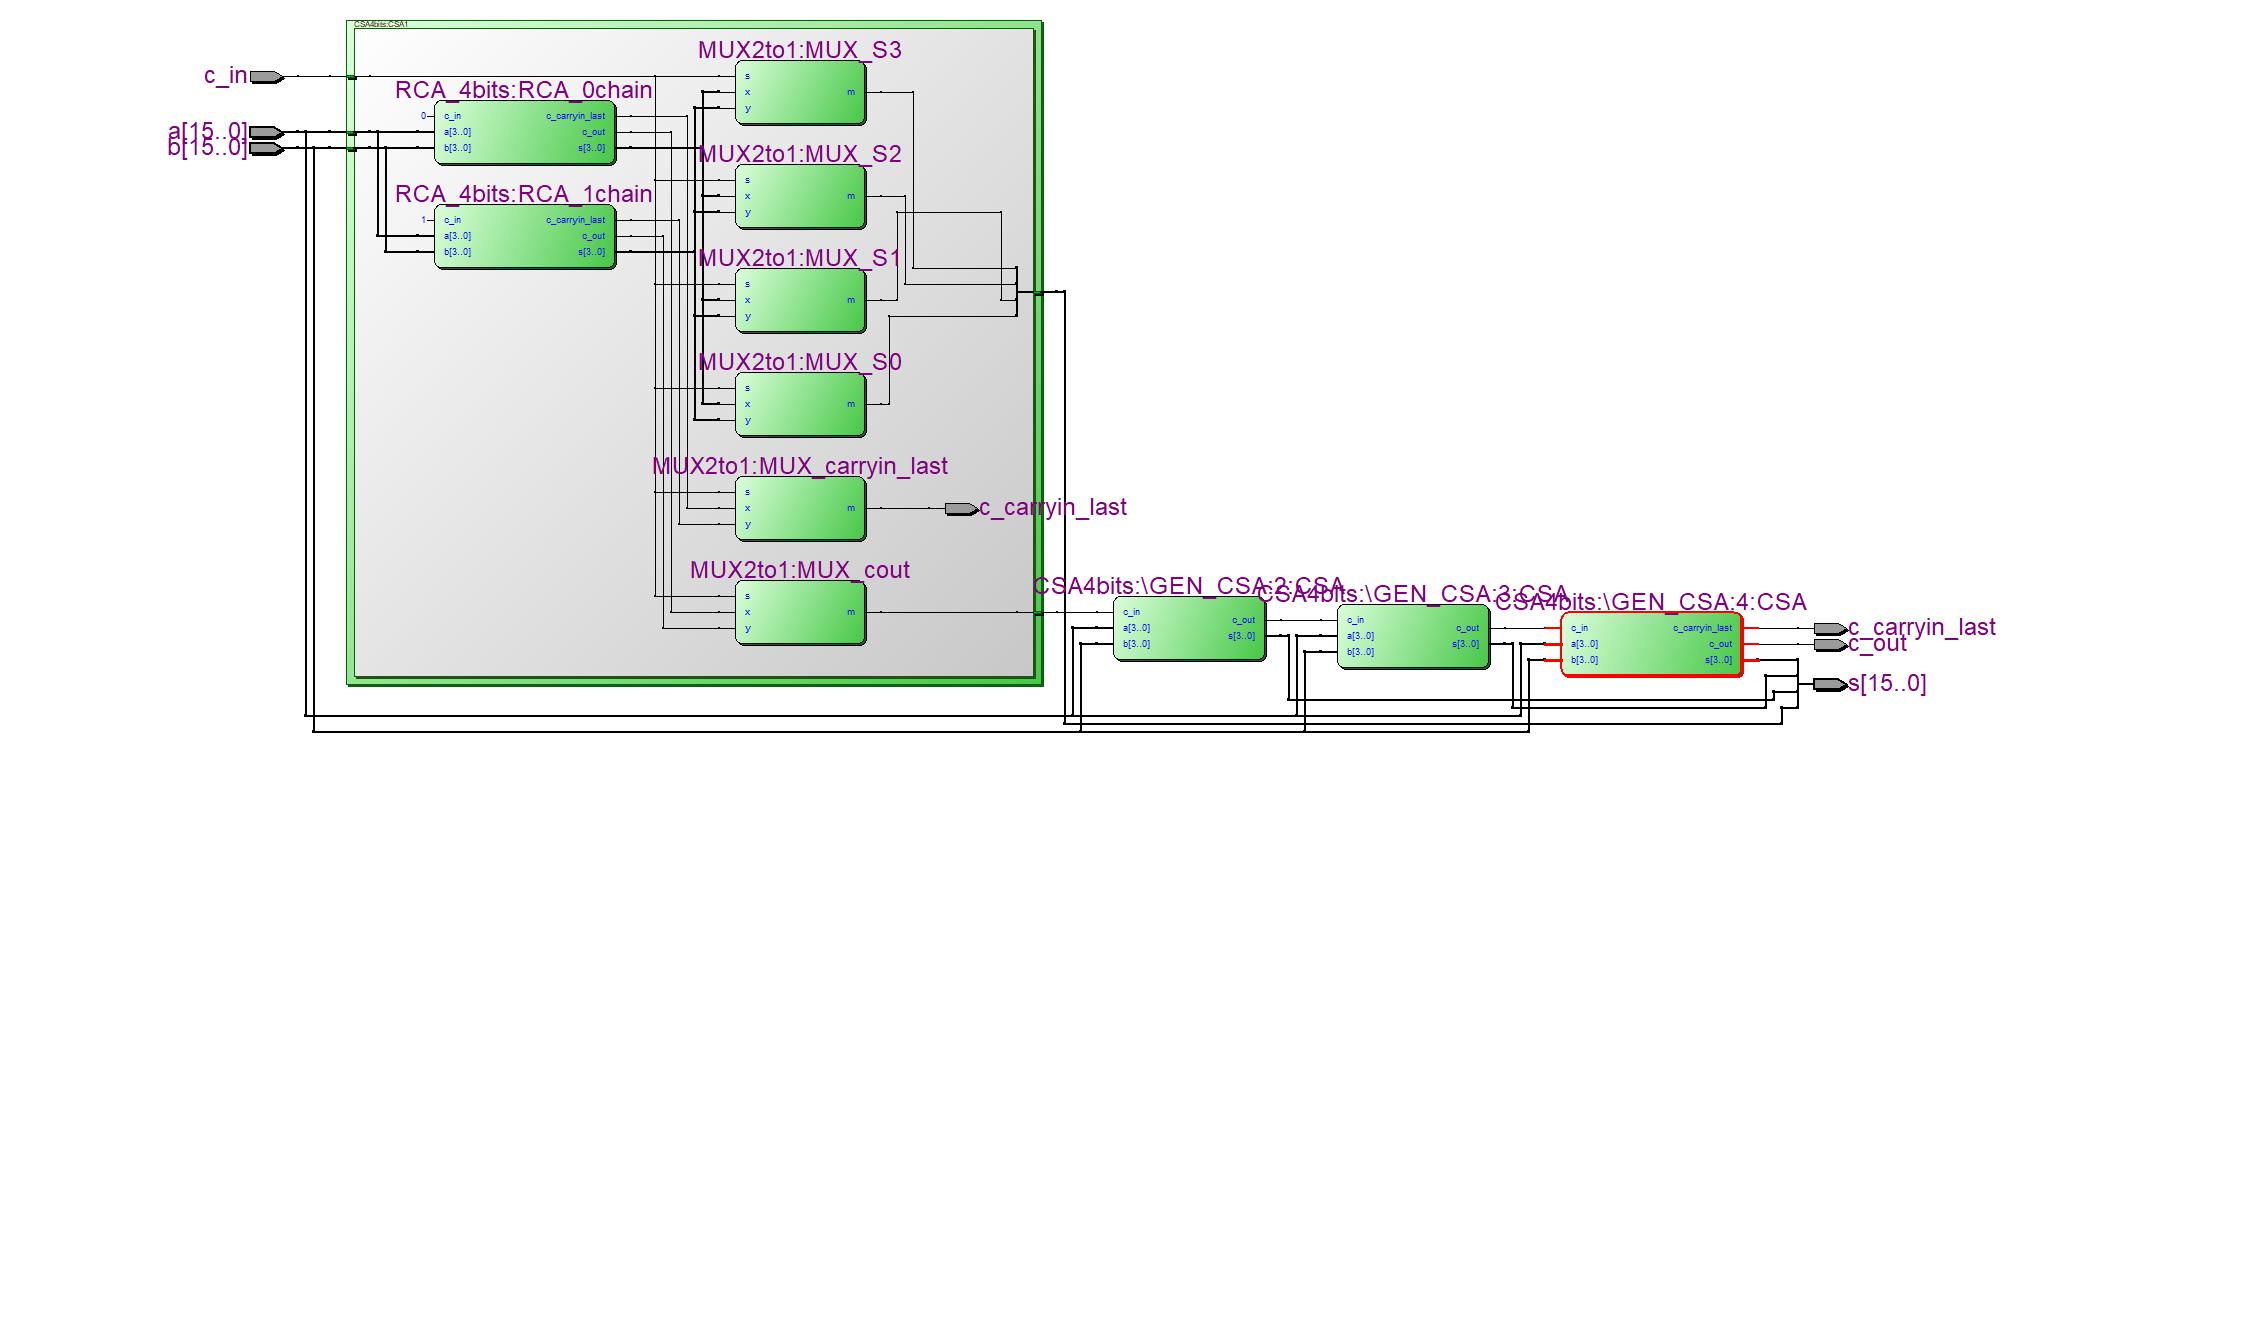 CSA4bits:CSA1
c_in
a[15..0]
b[15..0]
RCA_4bits:RCA_0chain
0
c_in
a[3..0]
b[3..0]
c_carryin_last
c_out
s[3..0]
RCA_4bits:RCA_1chain
1
c_in
a[3..0]
b[3..0]
c_carryin_last
c_out
s[3..0]
MUX2to1:MUX_S3
s
x
y
m
MUX2to1:MUX_S2
s
x
y
m
MUX2to1:MUX_S1
s
x
y
m
MUX2to1:MUX_S0
s
x
y
m
MUX2to1:MUX_carryin_last
s
x
y
m
c_carryin_last
MUX2to1:MUX_cout
s
x
y
m
CSA4bits:\GEN_CSA:2:CSA
c_in
a[3..0]
b[3..0]
c_out
s[3..0]
CSA4bits:\GEN_CSA:3:CSA
c_in
a[3..0]
b[3..0]
c_out
s[3..0]
CSA4bits:\GEN_CSA:4:CSA
c_in
a[3..0]
b[3..0]
c_carryin_last
c_out
s[3..0]
c_carryin_last
c_out
s[15..0]